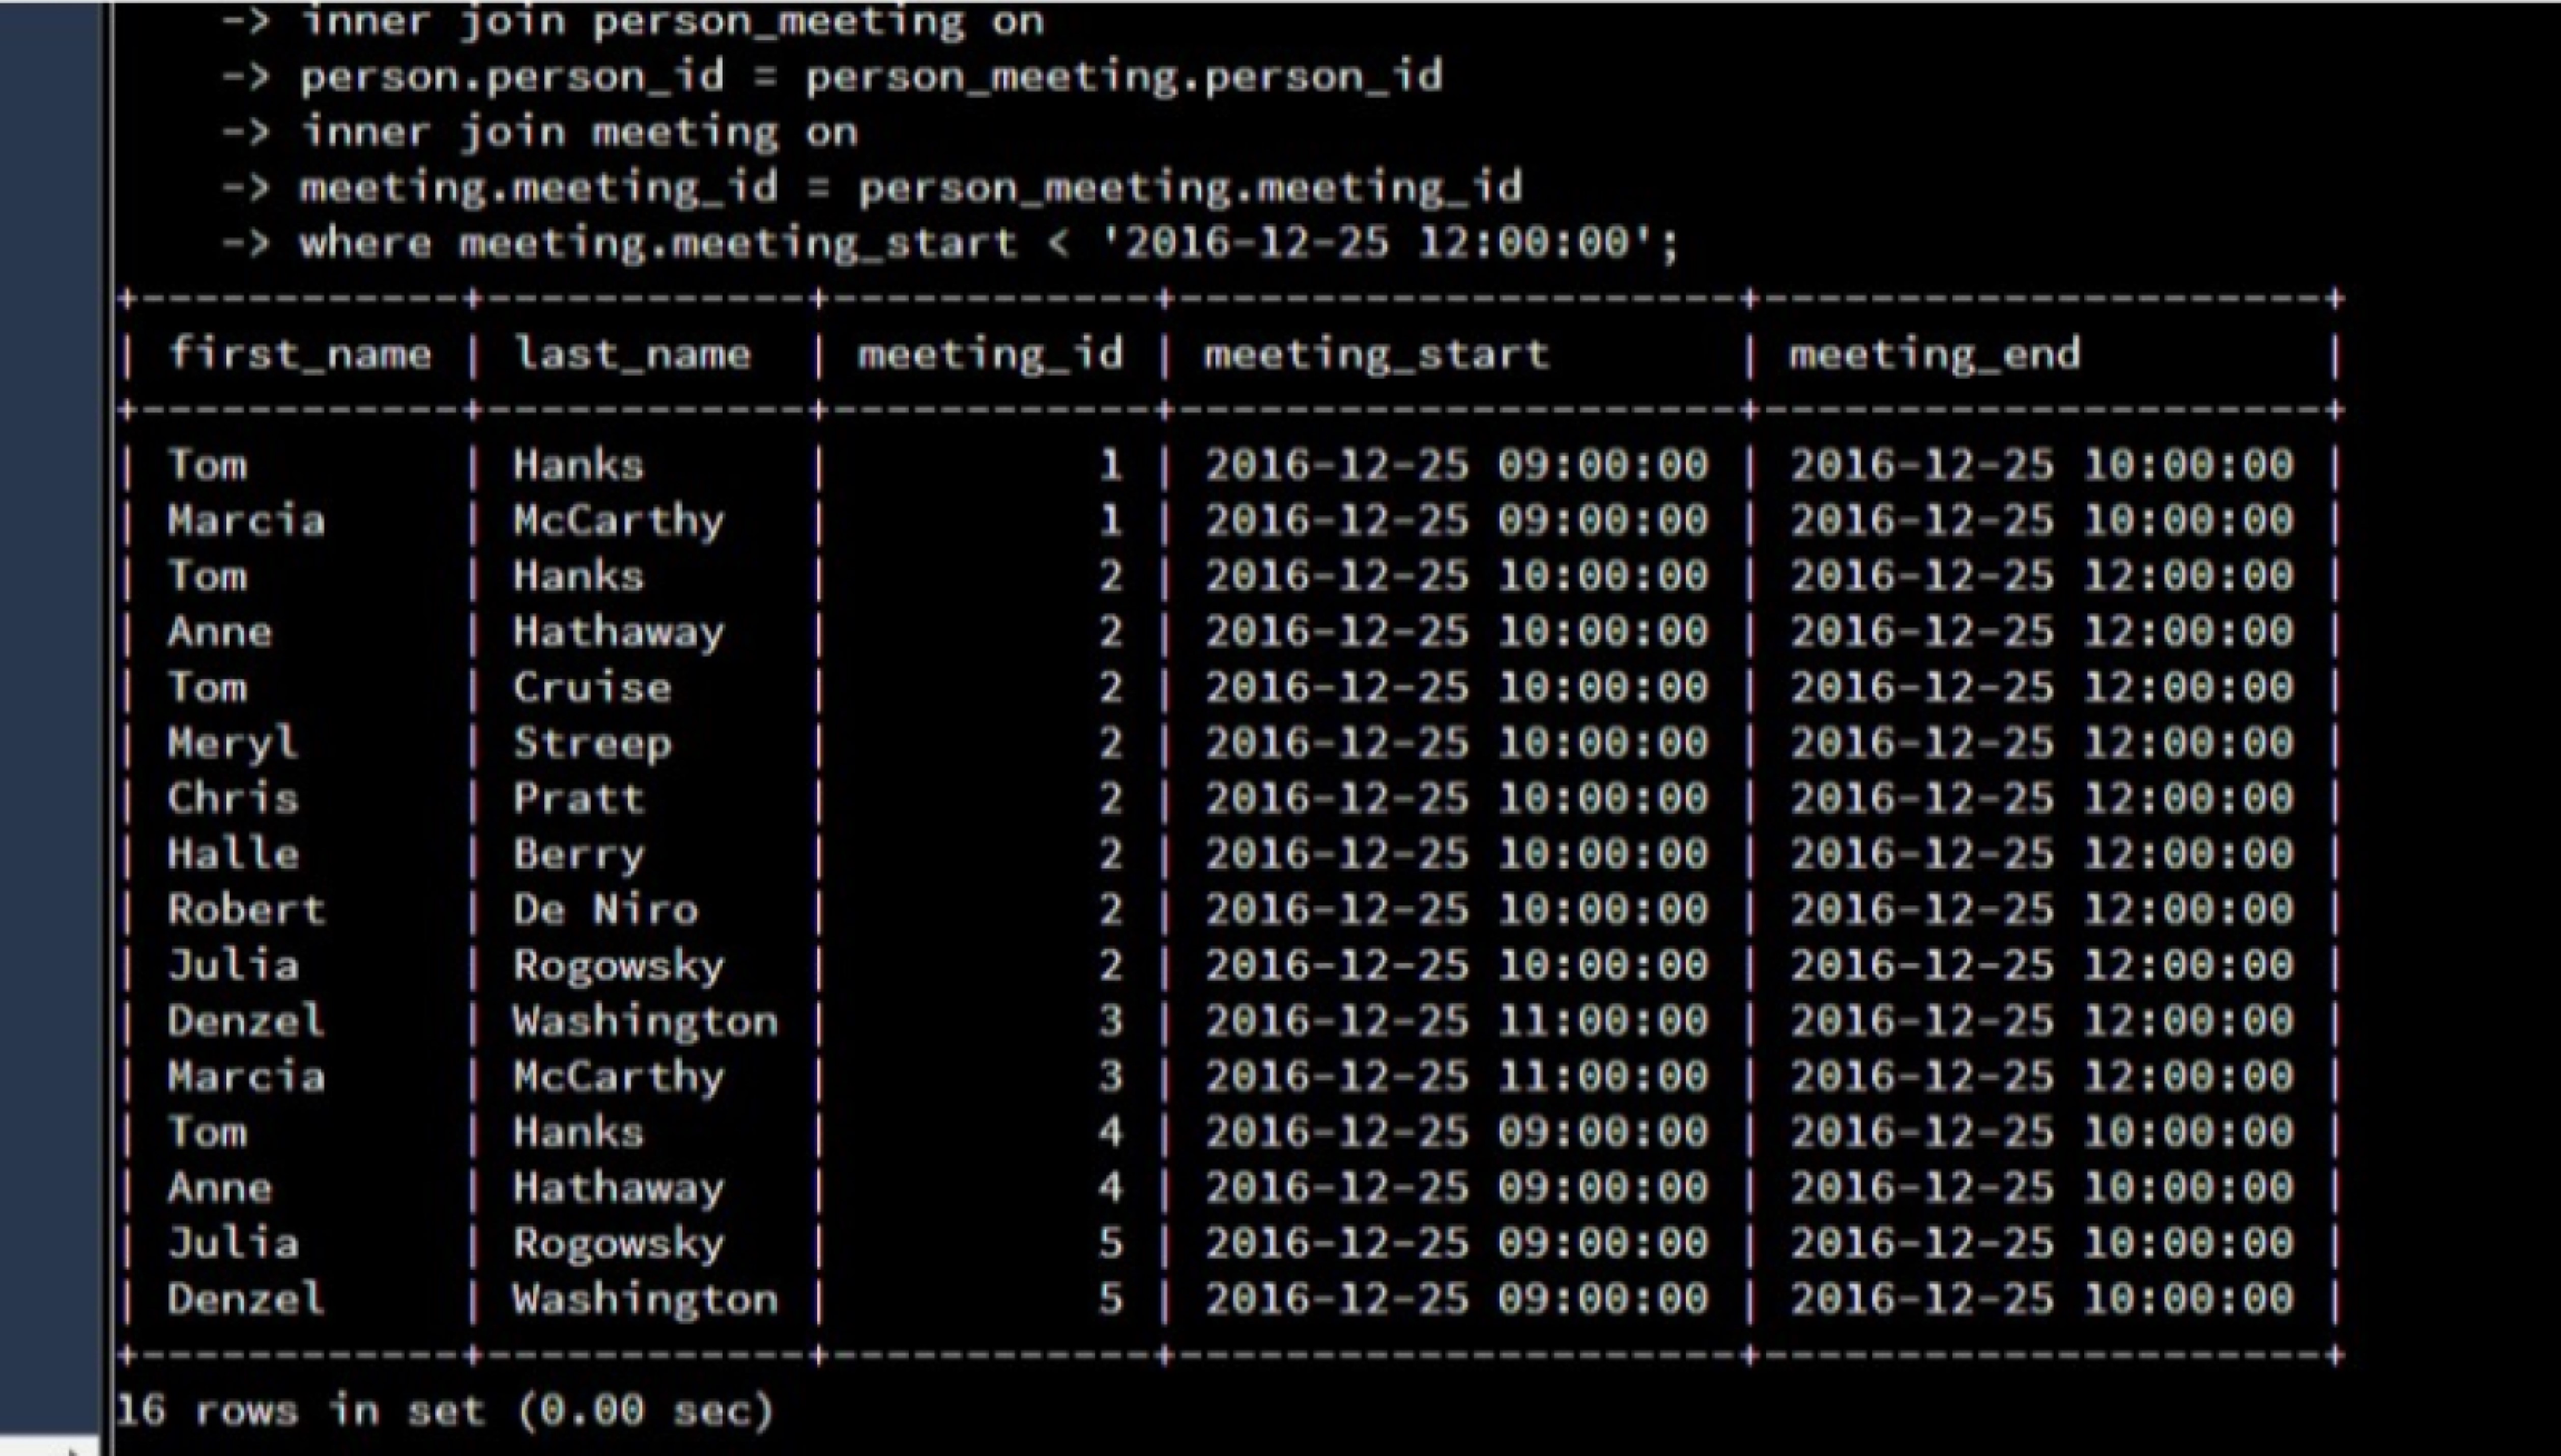 -> inner join person_meeting on
-> person.person_id = person_meeting.person_id
-> inner join meeting on
-> meeting.meeting_id = person_meeting.meeting_id
-> where meeting.meeting_start < '2016-12-25 12:00:00';
+------------+------------+------------+---------------------+---------------------+
| first_name | last_name  | meeting_id | meeting_start       | meeting_end         |
+------------+------------+------------+---------------------+---------------------+
| Tom        | Hanks      |          1 | 2016-12-25 09:00:00 | 2016-12-25 10:00:00 |
| Marcia     | McCarthy   |          1 | 2016-12-25 09:00:00 | 2016-12-25 10:00:00 |
| Tom        | Hanks      |          2 | 2016-12-25 10:00:00 | 2016-12-25 12:00:00 |
| Anne       | Hathaway   |          2 | 2016-12-25 10:00:00 | 2016-12-25 12:00:00 |
| Tom        | Cruise     |          2 | 2016-12-25 10:00:00 | 2016-12-25 12:00:00 |
| Meryl      | Streep     |          2 | 2016-12-25 10:00:00 | 2016-12-25 12:00:00 |
| Chris      | Pratt      |          2 | 2016-12-25 10:00:00 | 2016-12-25 12:00:00 |
| Halle      | Berry      |          2 | 2016-12-25 10:00:00 | 2016-12-25 12:00:00 |
| Robert     | De Niro    |          2 | 2016-12-25 10:00:00 | 2016-12-25 12:00:00 |
| Julia      | Rogowsky   |          2 | 2016-12-25 10:00:00 | 2016-12-25 12:00:00 |
| Denzel     | Washington |          3 | 2016-12-25 11:00:00 | 2016-12-25 12:00:00 |
| Marcia     | McCarthy   |          3 | 2016-12-25 11:00:00 | 2016-12-25 12:00:00 |
| Tom        | Hanks      |          4 | 2016-12-25 09:00:00 | 2016-12-25 10:00:00 |
| Anne       | Hathaway   |          4 | 2016-12-25 09:00:00 | 2016-12-25 10:00:00 |
| Julia      | Rogowsky   |          5 | 2016-12-25 09:00:00 | 2016-12-25 10:00:00 |
| Denzel     | Washington |          5 | 2016-12-25 09:00:00 | 2016-12-25 10:00:00 |
+------------+------------+------------+---------------------+---------------------+
16 rows in set (0.00 sec)